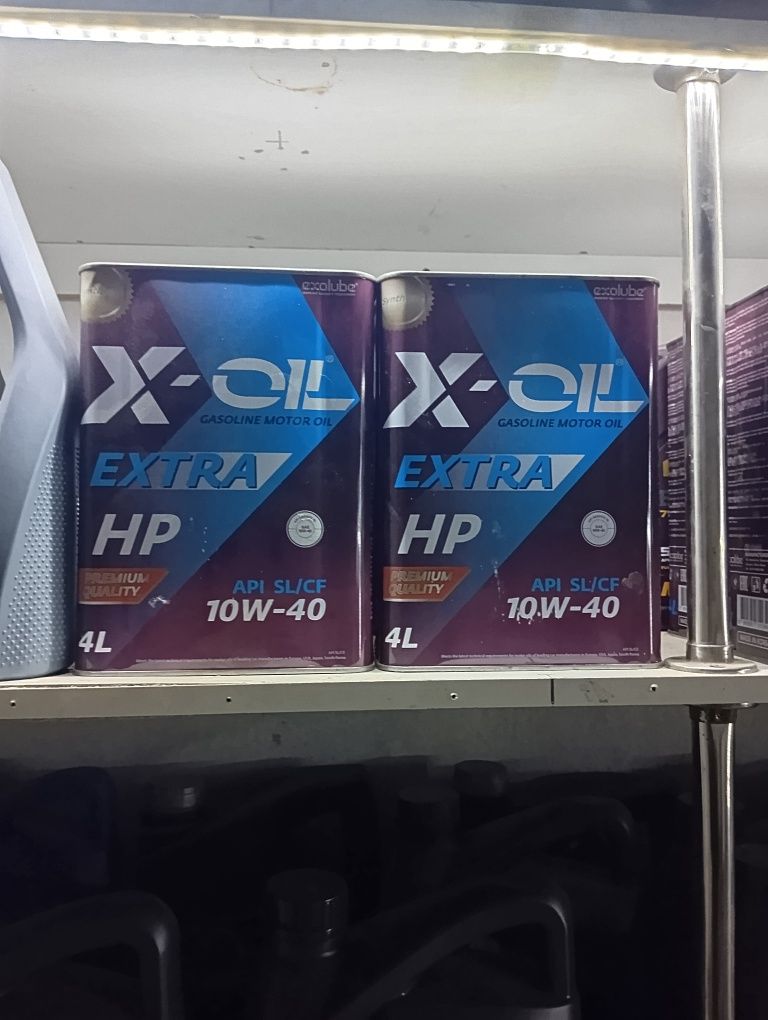 exolube
X-OIL
GASOLINE MOTOR OIL
EXTRA
HP
PREMIUM
QUALITY
API SL/CF
10W-40
4L
Synth
exolube
X-OIL
GASOLINE MOTOR OIL
EXTRA
HP
PREMIUM
QUALITY
API SL/CF
10W-40
4L